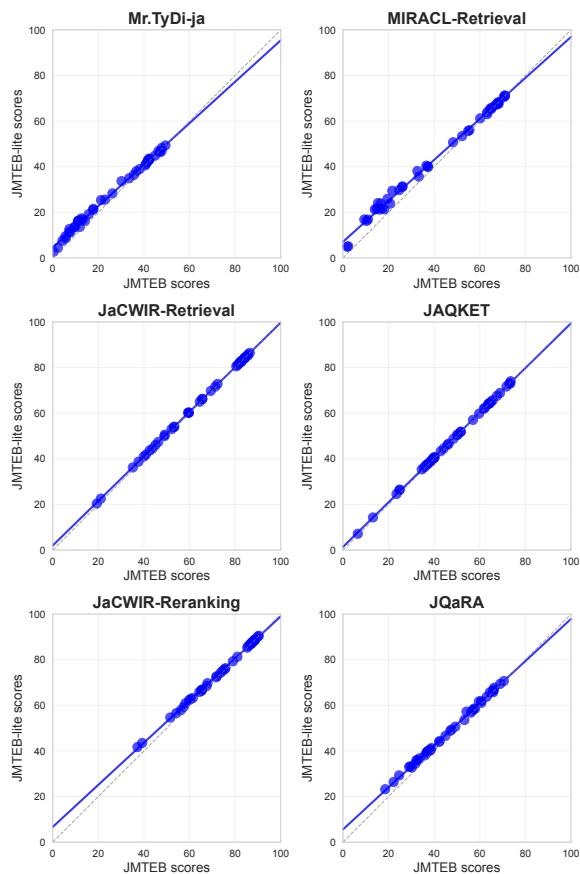 Mr.TyDi-ja
MIRACL-Retrieval
100
80
60
40
20
0
JMTEB-lite scores
0 20 40 60 80 100
JMTEB scores
100
80
60
40
20
0
JMTEB-lite scores
0 20 40 60 80 100
JMTEB scores
JaCWIR-Retrieval
JAQKET
100
80
60
40
20
0
JMTEB-lite scores
0 20 40 60 80 100
JMTEB scores
100
80
60
40
20
0
JMTEB-lite scores
0 20 40 60 80 100
JMTEB scores
JaCWIR-Reranking
JQaRA
100
80
60
40
20
0
JMTEB-lite scores
0 20 40 60 80 100
JMTEB scores
100
80
60
40
20
0
JMTEB-lite scores
0 20 40 60 80 100
JMTEB scores